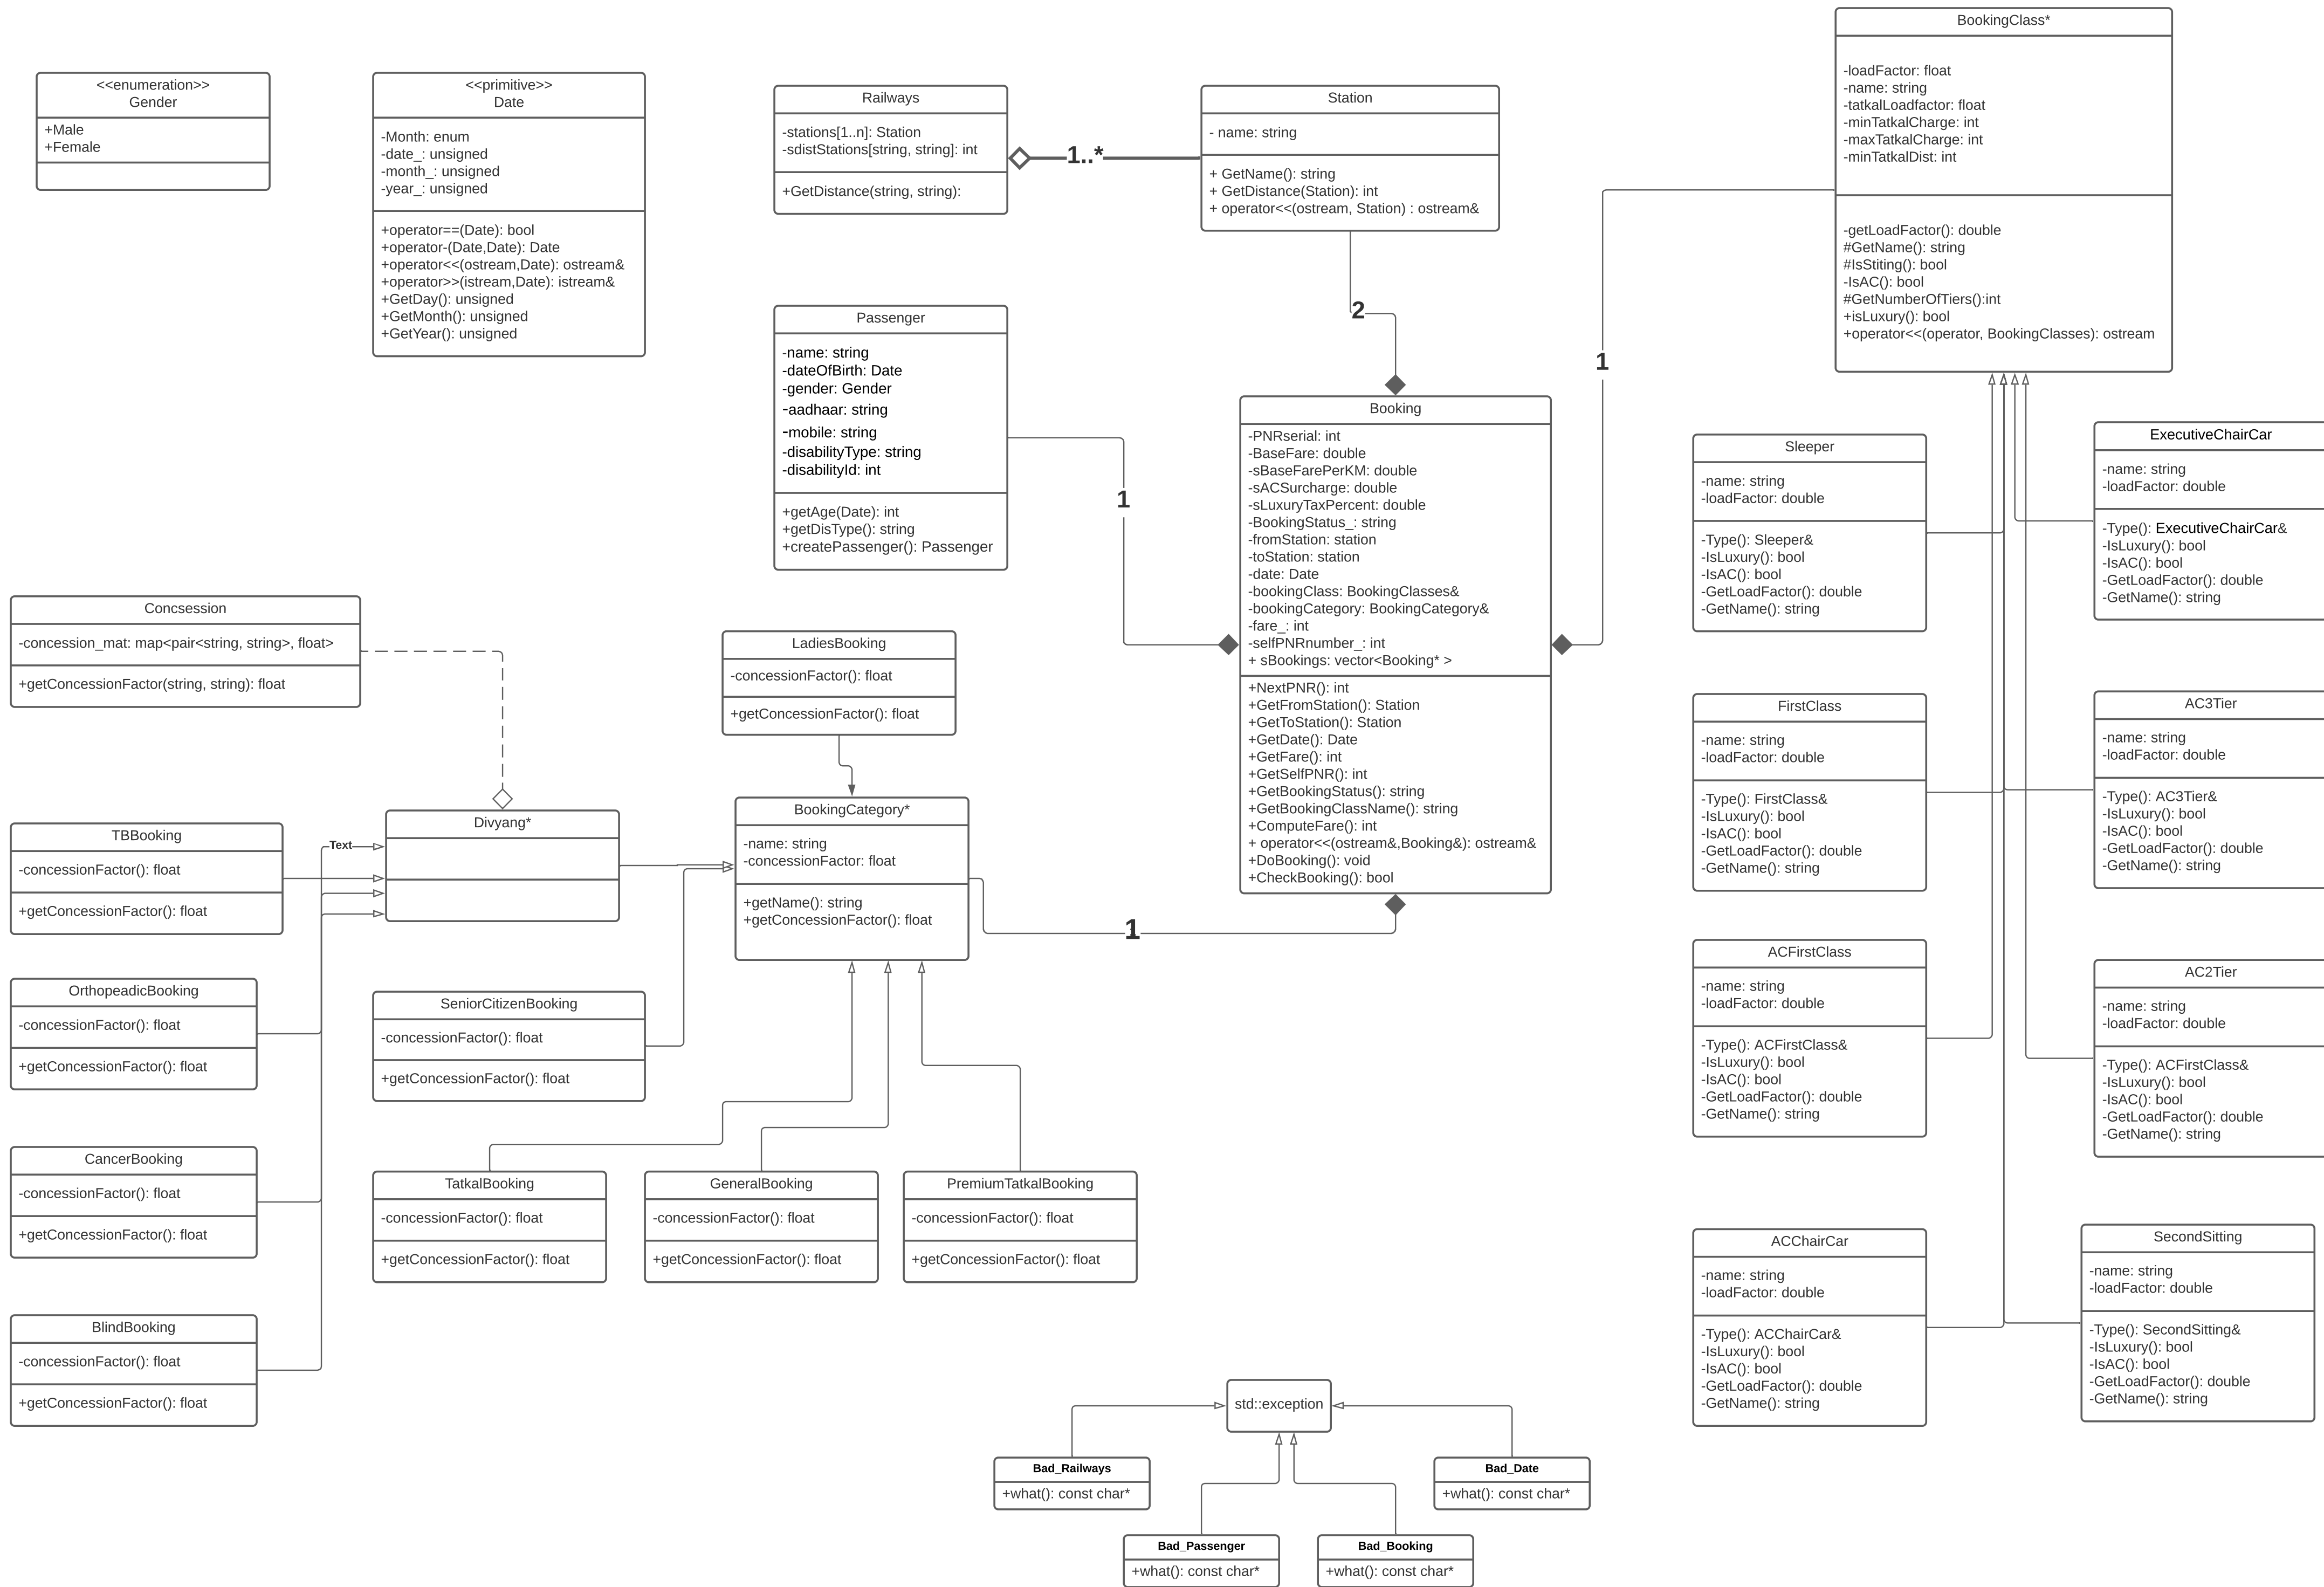 <<enumeration>>
Gender
+Male
+Female
<<primitive>>
Date
-Month: enum
-date_: unsigned
-month_: unsigned
-year_: unsigned
+operator==(Date): bool
+operator-(Date,Date): Date
+operator<<(ostream,Date): ostream&
+operator>>(istream,Date): istream&
+GetDay(): unsigned
+GetMonth(): unsigned
+GetYear(): unsigned
Railways
-stations[1..n]: Station
-sdistStations[string, string]: int
+GetDistance(string, string):
1..*
Station
- name: string
+ GetName(): string
+ GetDistance(Station): int
+ operator<<(ostream, Station) : ostream&
2
BookingClass*
-loadFactor: float
-name: string
-tatkalLoadfactor: float
-minTatkalCharge: int
-maxTatkalCharge: int
-minTatkalDist: int
-getLoadFactor(): double
#GetName(): string
#IsStiting(): bool
-IsAC(): bool
#GetNumberOfTiers():int
+isLuxury(): bool
+operator<<(operator, BookingClasses): ostream
1
Passenger
-name: string
-dateOfBirth: Date
-gender: Gender
-aadhaar: string
-mobile: string
-disabilityType: string
-disabilityId: int
+getAge(Date): int
+getDisType(): string
+createPassenger(): Passenger
1
Booking
-PNRserial: int
-BaseFare: double
-sBaseFarePerKM: double
-sACSurcharge: double
-sLuxuryTaxPercent: double
-BookingStatus_: string
-fromStation: station
-toStation: station
-date: Date
-bookingClass: BookingClasses&
-bookingCategory: BookingCategory&
-fare_: int
-selfPNRnumber_: int
+ sBookings: vector<Booking* >
+NextPNR(): int
+GetFromStation(): Station
+GetToStation(): Station
+GetDate(): Date
+GetFare(): int
+GetSelfPNR(): int
+GetBookingStatus(): string
+GetBookingClassName(): string
+ComputeFare(): int
+ operator<<(ostream&,Booking&): ostream&
+DoBooking(): void
+CheckBooking(): bool
Sleeper
-name: string
-loadFactor: double
-Type(): Sleeper&
-IsLuxury(): bool
-IsAC(): bool
-GetLoadFactor(): double
-GetName(): string
ExecutiveChairCar
-name: string
-loadFactor: double
-Type(): ExecutiveChairCar&
-IsLuxury(): bool
-IsAC(): bool
-GetLoadFactor(): double
-GetName(): string
Concsession
-concession_mat: map<pair<string, string>, float>
+getConcessionFactor(string, string): float
LadiesBooking
-concessionFactor(): float
+getConcessionFactor(): float
FirstClass
-name: string
-loadFactor: double
-Type(): FirstClass&
-IsLuxury(): bool
-IsAC(): bool
-GetLoadFactor(): double
-GetName(): string
AC3Tier
-name: string
-loadFactor: double
-Type(): AC3Tier&
-IsLuxury(): bool
-IsAC(): bool
-GetLoadFactor(): double
-GetName(): string
TBBooking
-concessionFactor(): float
+getConcessionFactor(): float
Text
Divyang*
BookingCategory*
-name: string
-concessionFactor: float
+getName(): string
+getConcessionFactor(): float
1
OrthopeadicBooking
-concessionFactor(): float
+getConcessionFactor(): float
SeniorCitizenBooking
-concessionFactor(): float
+getConcessionFactor(): float
ACFirstClass
-name: string
-loadFactor: double
-Type(): ACFirstClass&
-IsLuxury(): bool
-IsAC(): bool
-GetLoadFactor(): double
-GetName(): string
AC2Tier
-name: string
-loadFactor: double
-Type(): ACFirstClass&
-IsLuxury(): bool
-IsAC(): bool
-GetLoadFactor(): double
-GetName(): string
CancerBooking
-concessionFactor(): float
+getConcessionFactor(): float
TatkalBooking
-concessionFactor(): float
+getConcessionFactor(): float
GeneralBooking
-concessionFactor(): float
+getConcessionFactor(): float
PremiumTatkalBooking
-concessionFactor(): float
+getConcessionFactor(): float
ACChairCar
-name: string
-loadFactor: double
-Type(): ACChairCar&
-IsLuxury(): bool
-IsAC(): bool
-GetLoadFactor(): double
-GetName(): string
SecondSitting
-name: string
-loadFactor: double
-Type(): SecondSitting&
-IsLuxury(): bool
-IsAC(): bool
-GetLoadFactor(): double
-GetName(): string
BlindBooking
-concessionFactor(): float
+getConcessionFactor(): float
std::exception
Bad_Railways
+what(): const char*
Bad_Date
+what(): const char*
Bad_Passenger
+what(): const char*
Bad_Booking
+what(): const char*